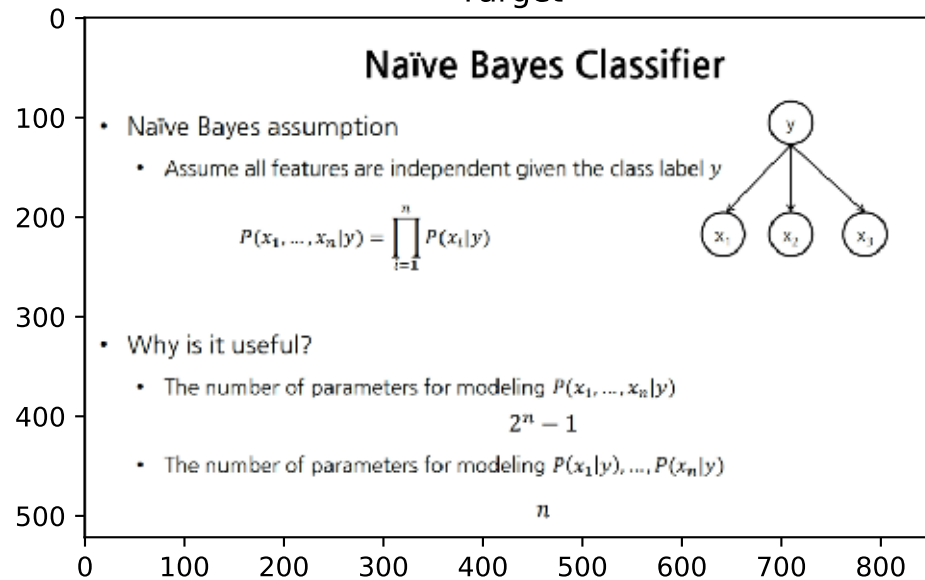 Target
Naïve Bayes Classifier
• Naïve Bayes assumption
• Assume all features are independent given the class label y
P(x₁, ..., xₙ|y) = ∏ᵢ₌₁ⁿ P(xᵢ|y)
y
x₁ x₂ x₃
• Why is it useful?
• The number of parameters for modeling P(x₁, ..., xₙ|y)
2ⁿ − 1
• The number of parameters for modeling P(x₁|y), ..., P(xₙ|y)
n
0
100
200
300
400
500
0 100 200 300 400 500 600 700 800